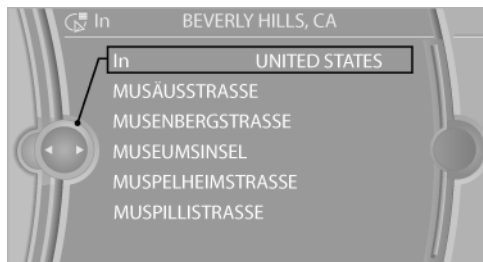 In BEVERLY HILLS, CA
In UNITED STATES
MUSÄUSSTRASSE
MUSENBERGSTRASSE
MUSEUMSINSEL
MUSPELHEIMSTRASSE
MUSPILLISTRASSE